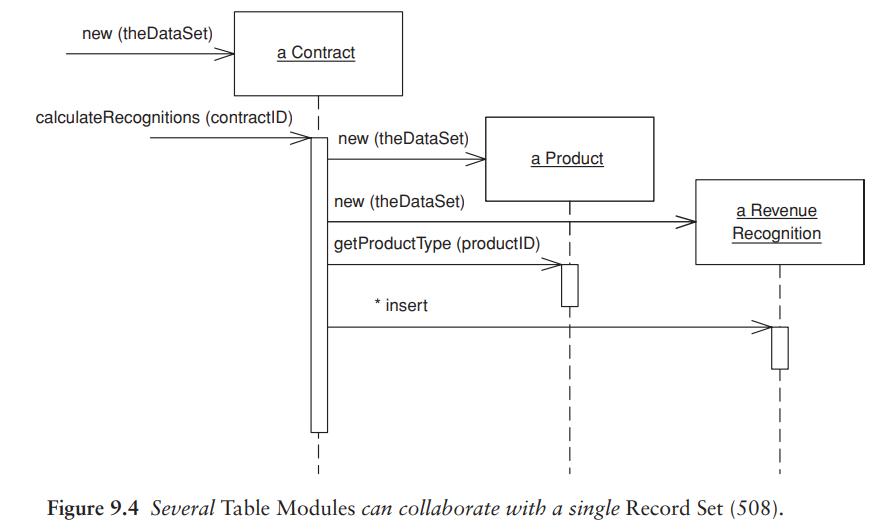 new (theDataSet)
a Contract
calculateRecognitions (contractID)
new (theDataSet)
a Product
new (theDataSet)
a Revenue
Recognition
getProductType (productID)
* insert
Figure 9.4 Several Table Modules can collaborate with a single Record Set (508).